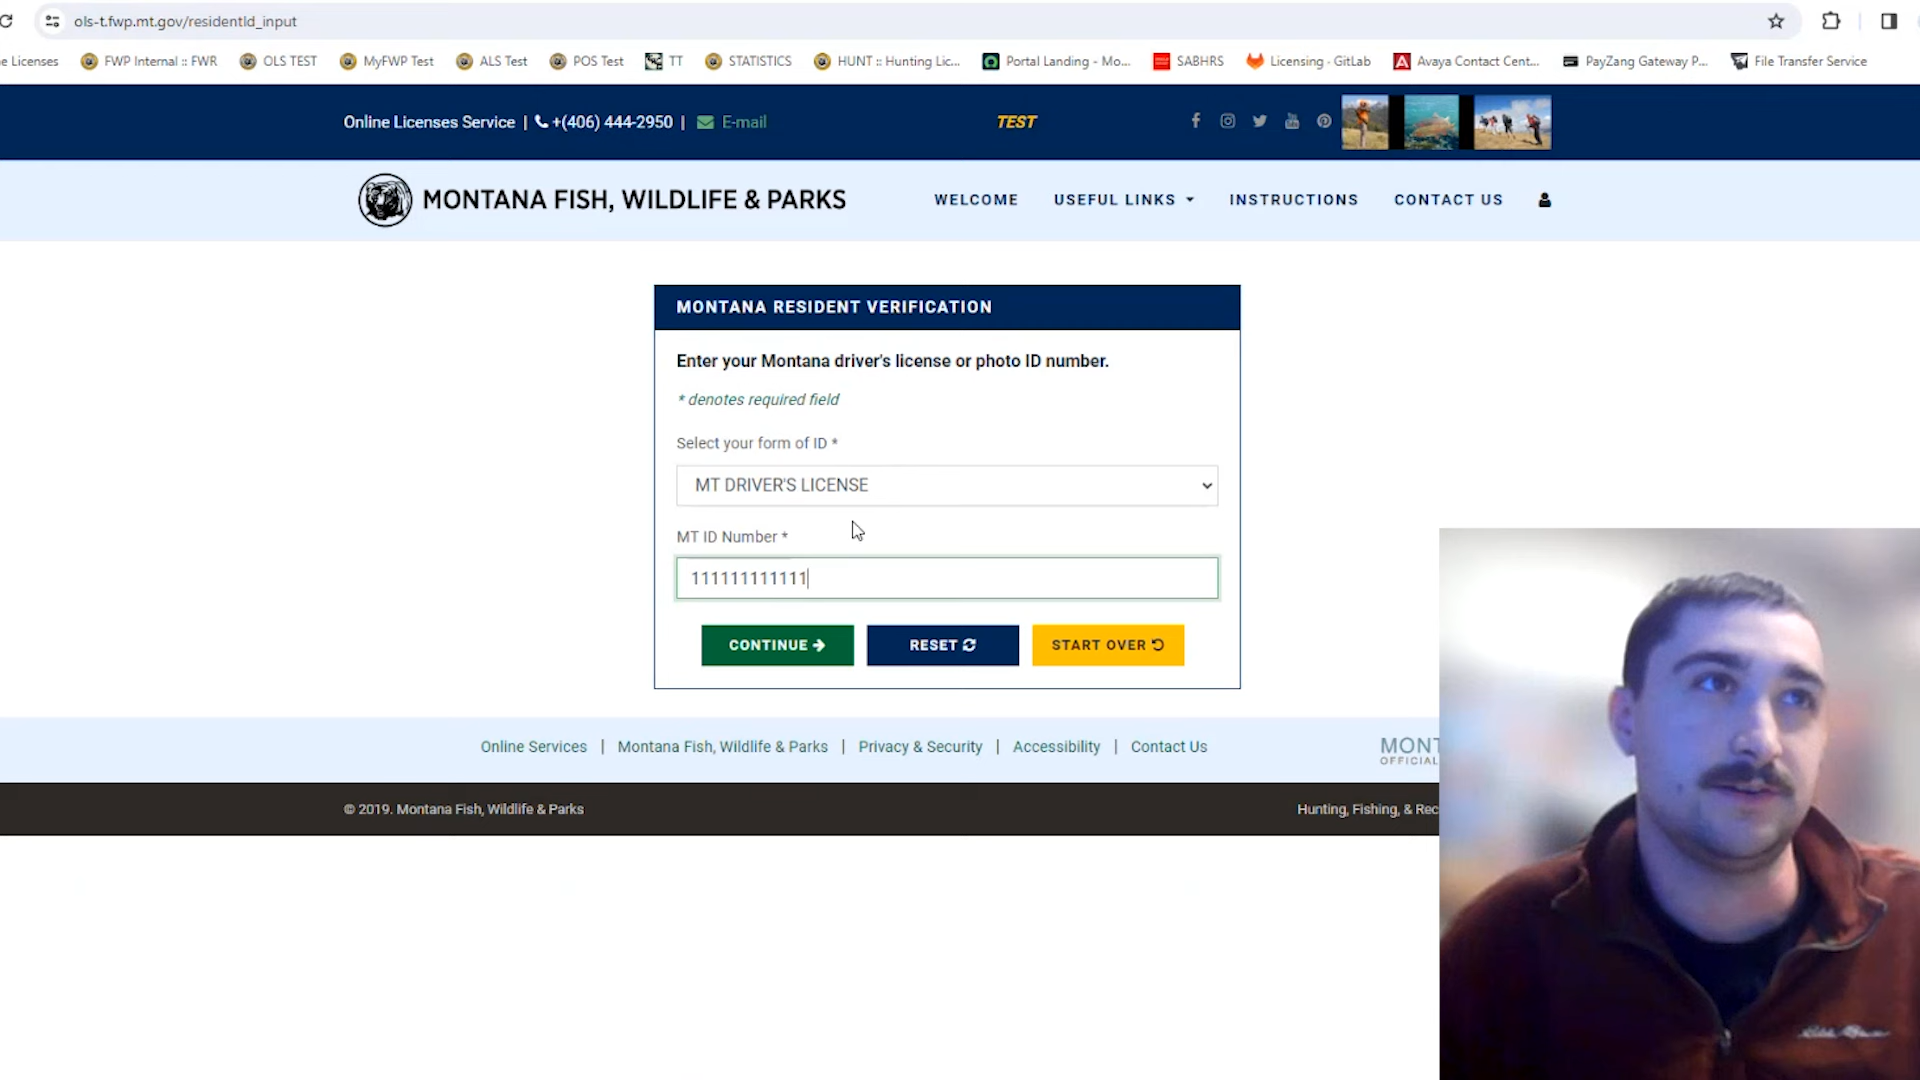 ols-t.fwp.mt.gov/residentId_input
e Licenses FWP Internal :: FWR OLS TEST MyFWP Test ALS Test POS Test TT STATISTICS HUNT :: Hunting Lic... Portal Landing - Mo... SABHRS Licensing · GitLab Avaya Contact Cent... PayZang Gateway P... File Transfer Service
Online Licenses Service | +(406) 444-2950 | E-mail TEST
MONTANA FISH, WILDLIFE & PARKS WELCOME USEFUL LINKS INSTRUCTIONS CONTACT US
MONTANA RESIDENT VERIFICATION
Enter your Montana driver's license or photo ID number.
* denotes required field
Select your form of ID *
MT DRIVER'S LICENSE
MT ID Number *
111111111111
CONTINUE RESET START OVER
Online Services | Montana Fish, Wildlife & Parks | Privacy & Security | Accessibility | Contact Us
MONT
OFFICIAL
© 2019. Montana Fish, Wildlife & Parks Hunting, Fishing, & Rec